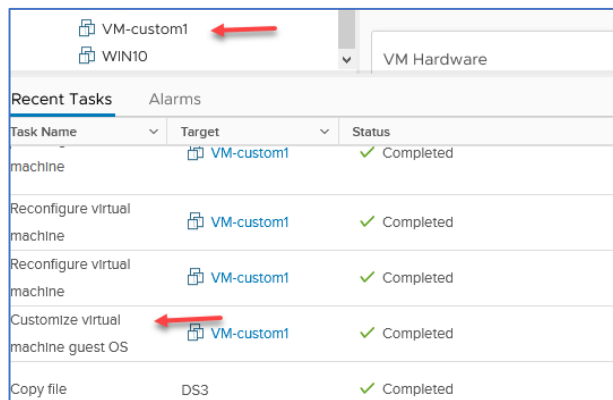 VM-custom1
WIN10
VM Hardware
Recent Tasks Alarms
Task Name Target Status
machine VM-custom1 Completed
Reconfigure virtual
machine VM-custom1 Completed
Reconfigure virtual
machine VM-custom1 Completed
Customize virtual
machine guest OS VM-custom1 Completed
Copy file DS3 Completed